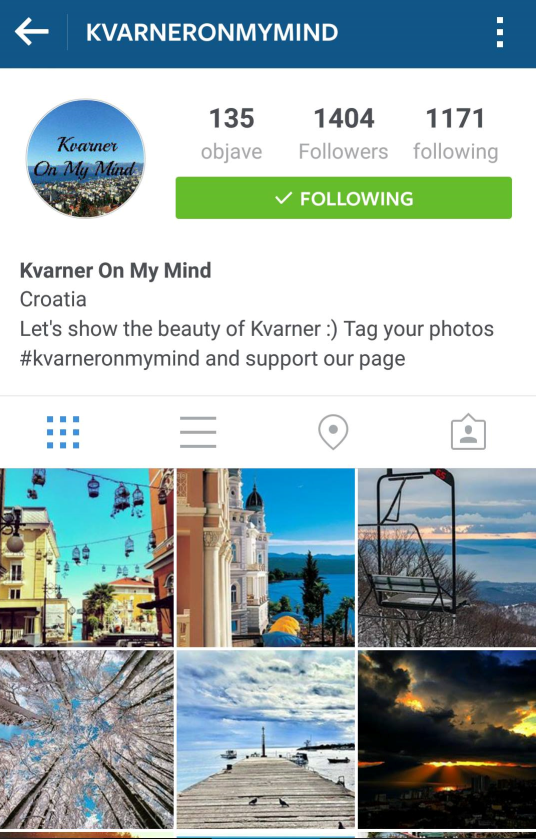 KVARNERONMYMIND
Kvarner
On My Mind
135 1404 1171
objave Followers following
FOLLOWING
Kvarner On My Mind
Croatia
Let's show the beauty of Kvarner :) Tag your photos
#kvarneronmymind and support our page